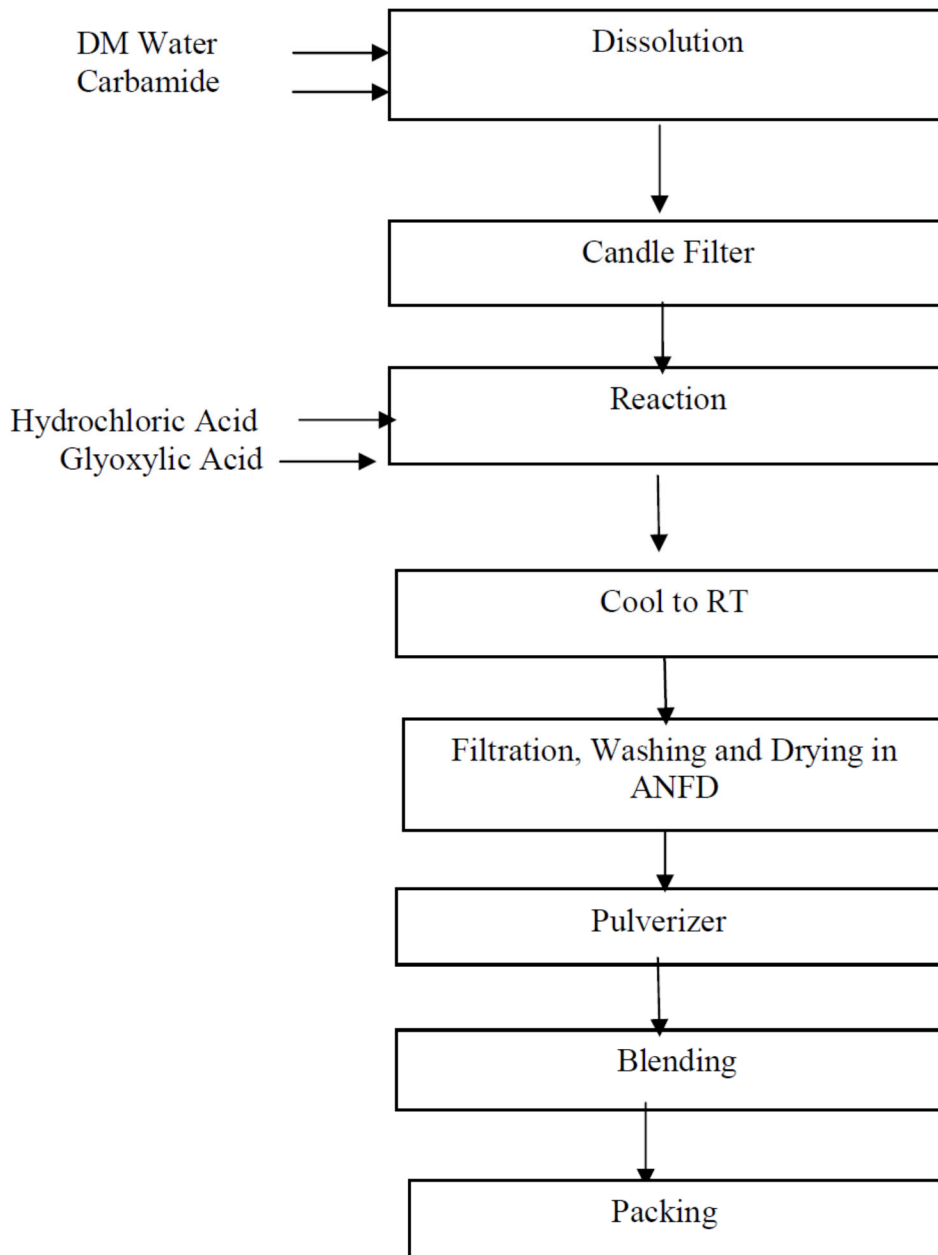 DM Water
Carbamide
Dissolution
Candle Filter
Hydrochloric Acid
Glyoxylic Acid
Reaction
Cool to RT
Filtration, Washing and Drying in
ANFD
Pulverizer
Blending
Packing